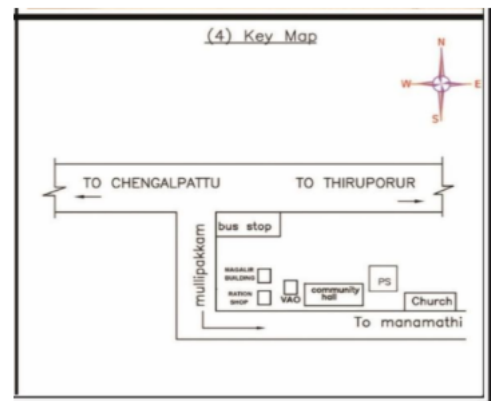 (4) Key Map
N
W E
S
TO CHENGALPATTU TO THIRUPORUR
mullipakkam
bus stop
MAGALIR
BUILDING
RATION
SHOP
VAO
community
hall
PS
Church
To manamathi